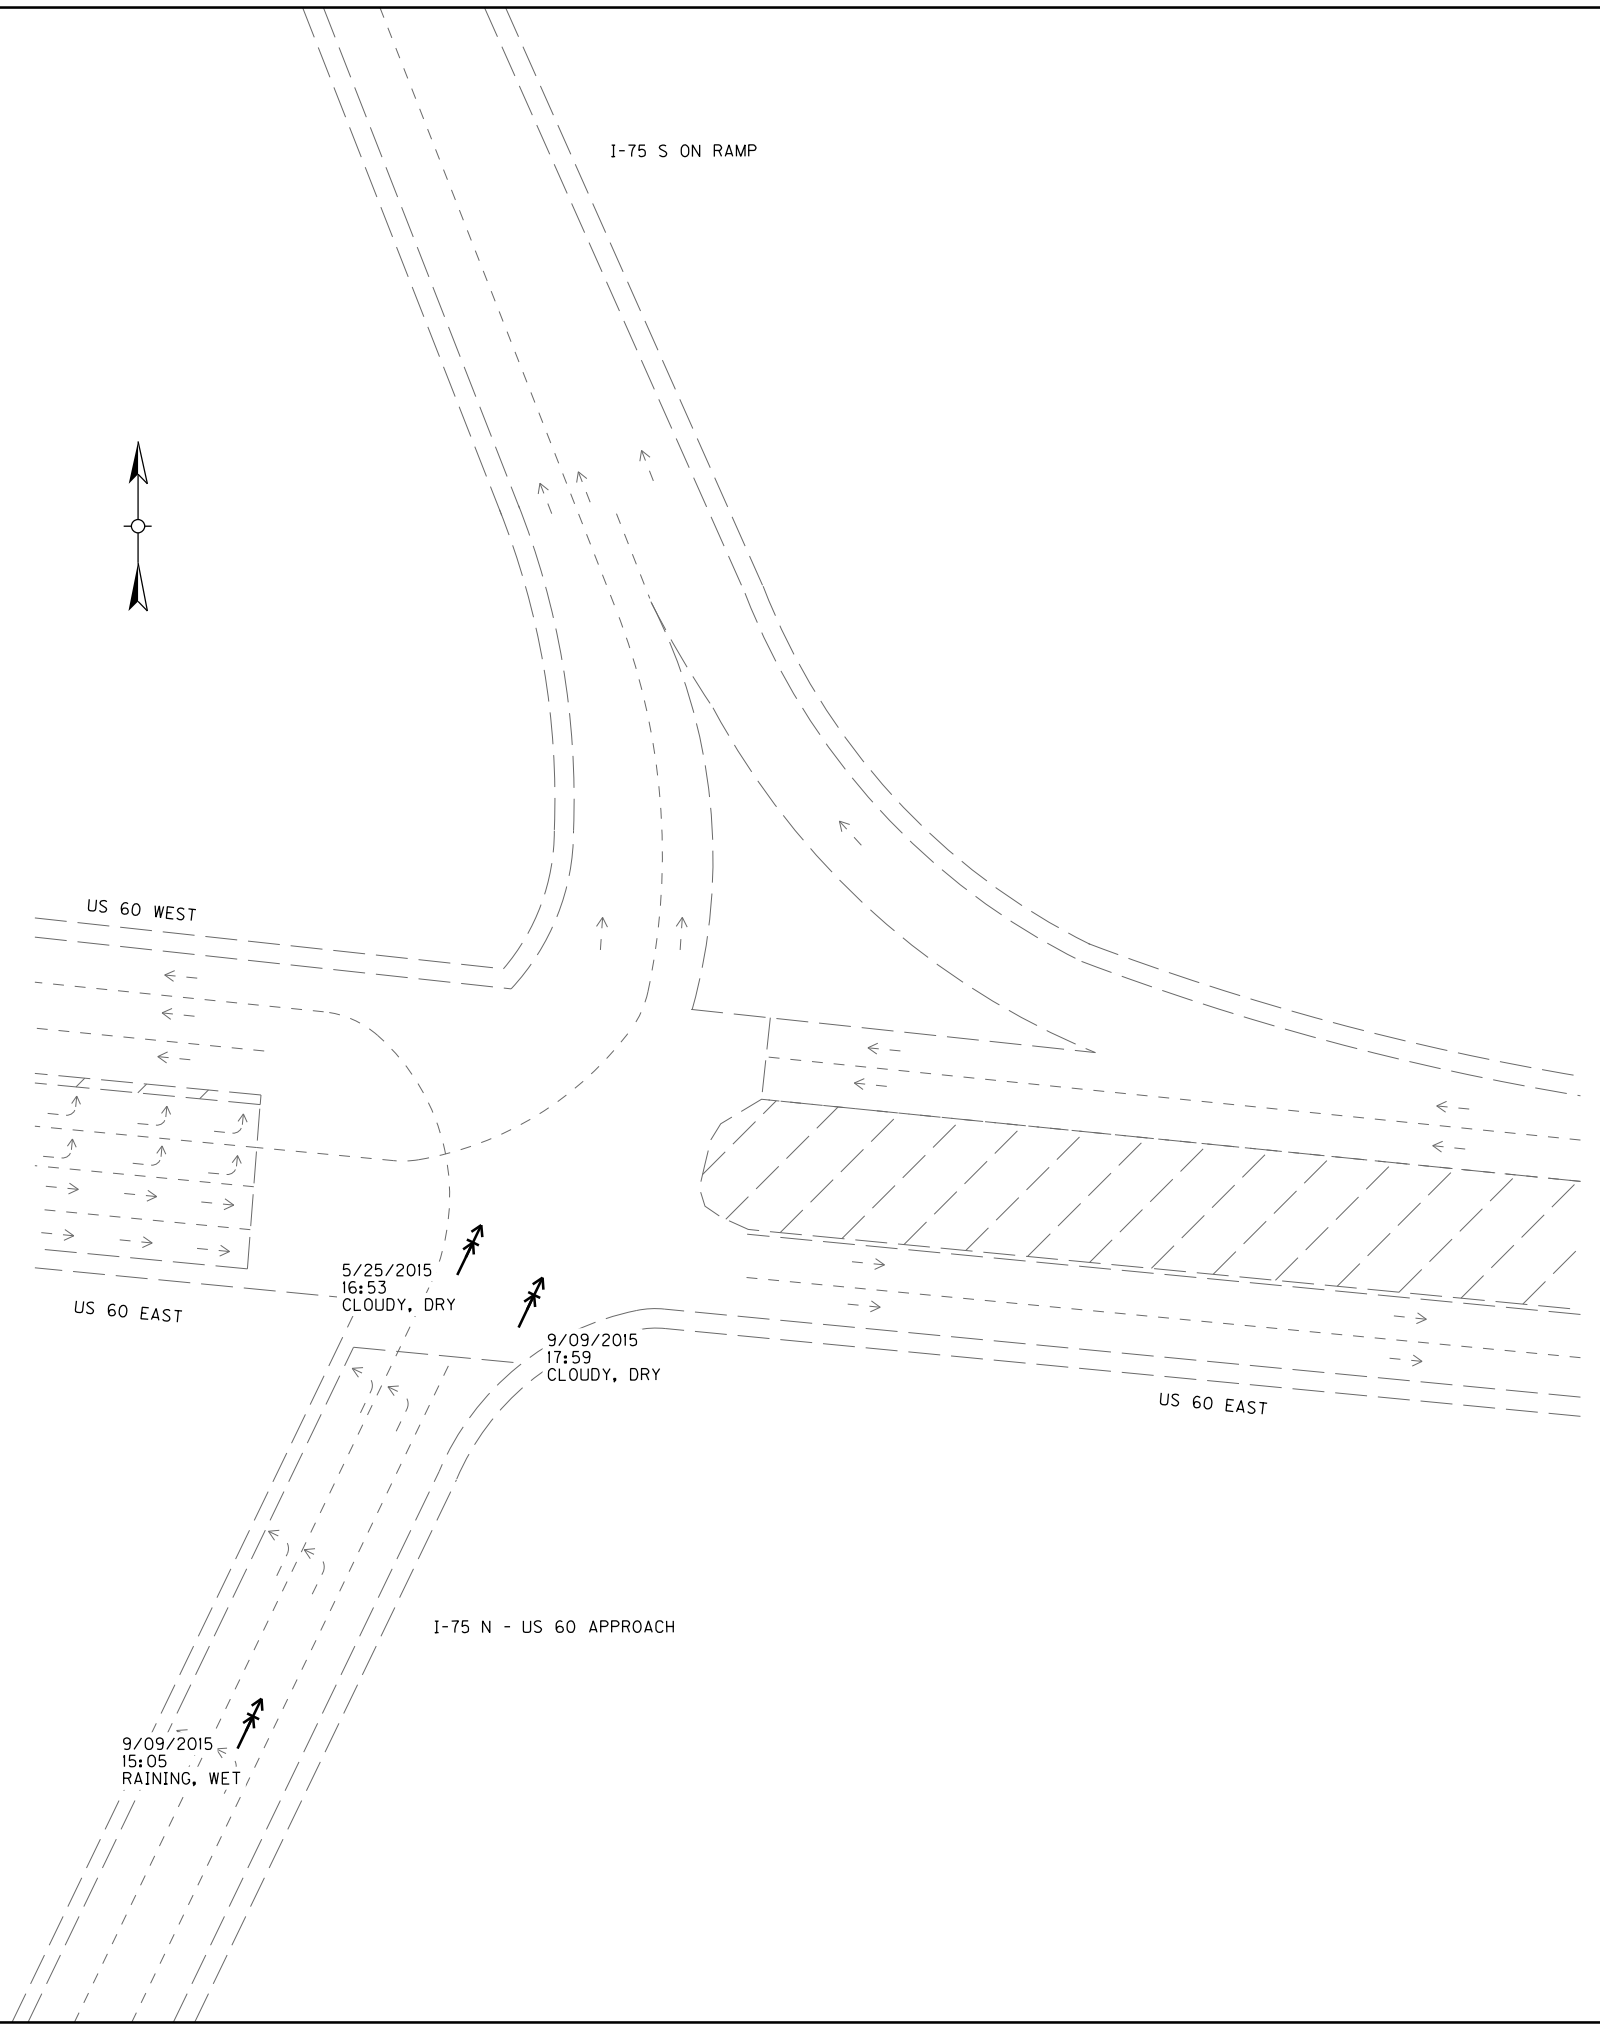 I-75 S ON RAMP
US 60 WEST
5/25/2015
16:53
CLOUDY, DRY
US 60 EAST
9/09/2015
17:59
CLOUDY, DRY
US 60 EAST
I-75 N - US 60 APPROACH
9/09/2015
15:05
RAINING, WET